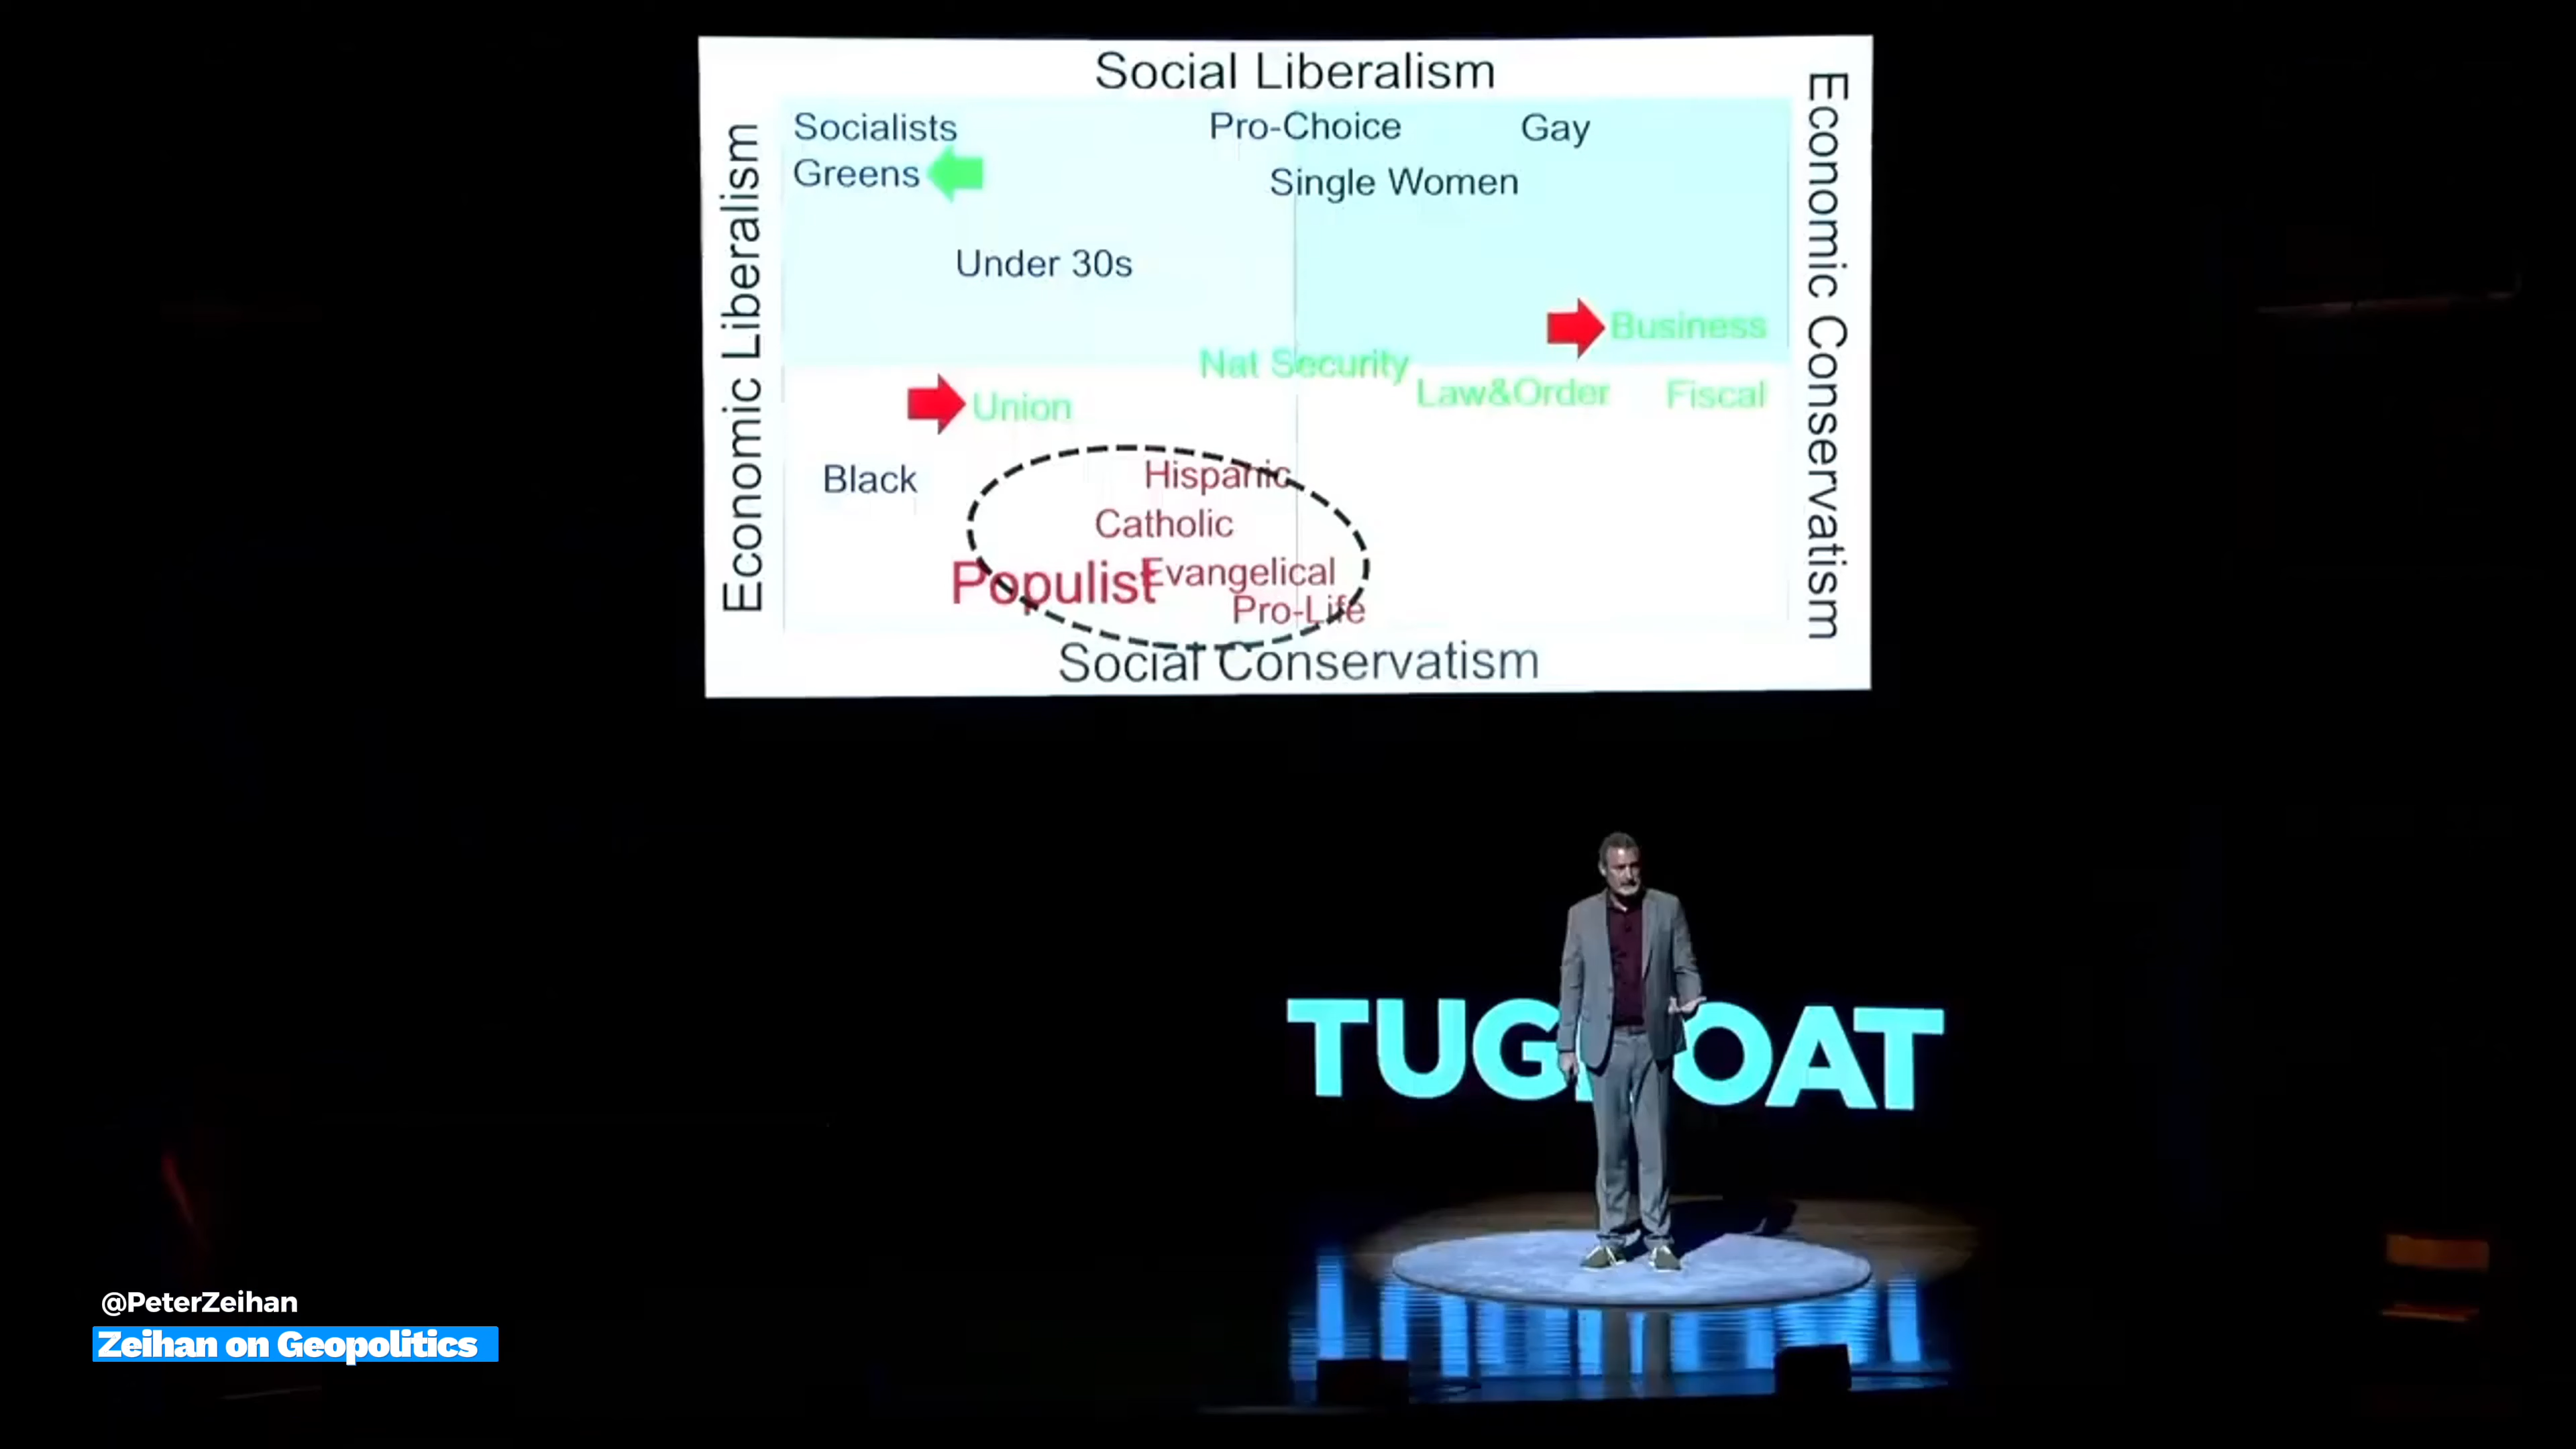 Social Liberalism
Economic Liberalism
Economic Conservatism
Socialists
Pro-Choice
Gay
Greens
Single Women
Under 30s
Business
Nat Security
Law&Order
Fiscal
Union
Hispanic
Black
Catholic
Evangelical
Populist
Pro-Life
Social Conservatism
TUG OAT
@PeterZeihan
Zeihan on Geopolitics